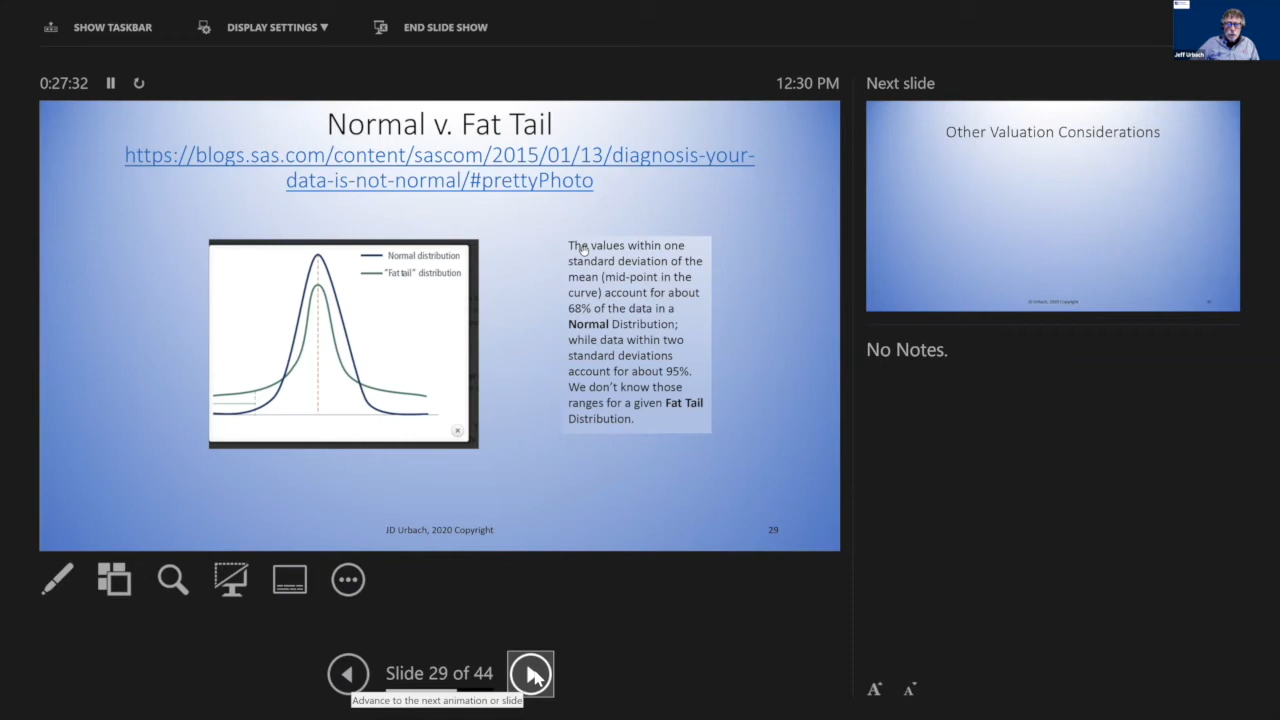 SHOW TASKBAR
DISPLAY SETTINGS ▼
END SLIDE SHOW
Jeff Urbach
0:27:32
12:30 PM
Next slide
Normal v. Fat Tail
https://blogs.sas.com/content/sascom/2015/01/13/diagnosis-your-
data-is-not-normal/#prettyPhoto
Normal distribution
"Fat tail" distribution
The values within one
standard deviation of the
mean (mid-point in the
curve) account for about
68% of the data in a
Normal Distribution;
while data within two
standard deviations
account for about 95%.
We don't know those
ranges for a given Fat Tail
Distribution.
JD Urbach, 2020 Copyright
29
Other Valuation Considerations
JD Urbach, 2020 Copyright
No Notes.
Slide 29 of 44
Advance to the next animation or slide
A
A